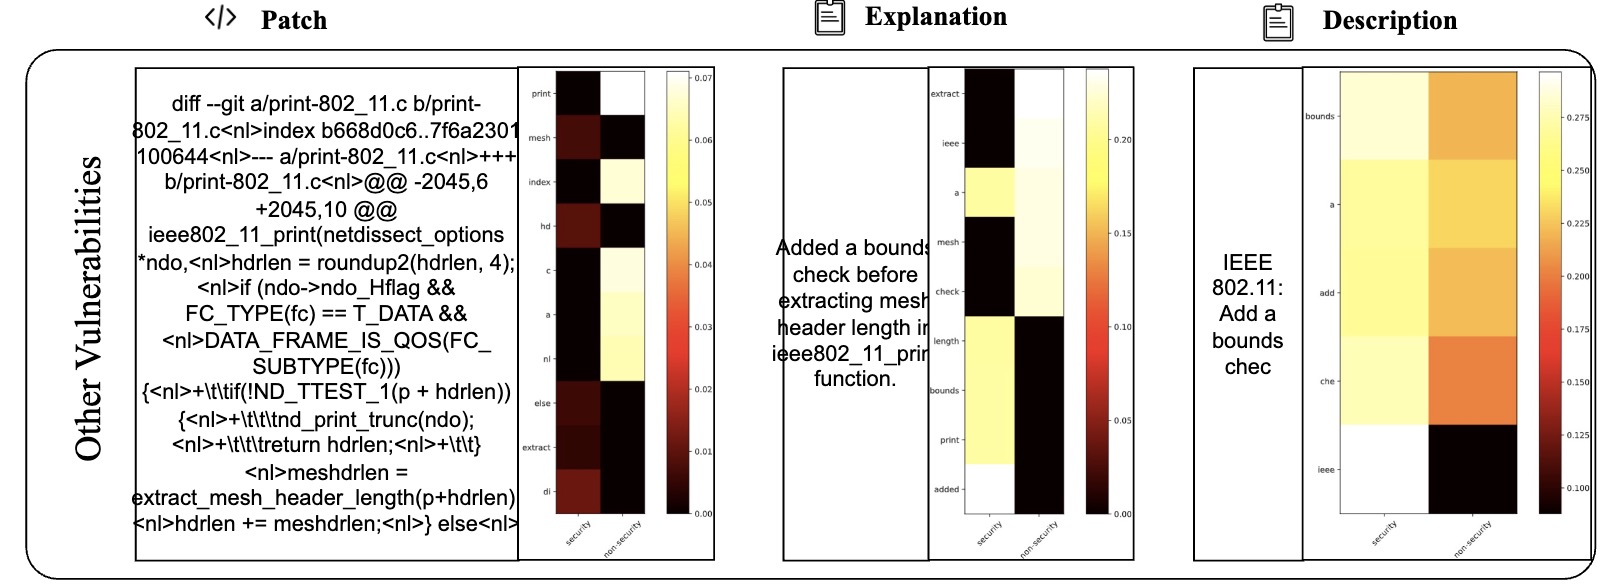 </> Patch
Explanation
Description
Other Vulnerabilities
diff --git a/print-
802_11.c b/print-
802_11.c<nl>index b668d0c6..7f6a2301
100644<nl>--- a/print-802_11.c<nl>+++
b/print-802_11.c<nl>@@ -2045,6
+2045,10 @@
ieee802_11_print(netdissect_options
*ndo,<nl>hdrlen = roundup2(hdrlen, 4);
<nl>if (ndo->ndo_Hflag &&
FC_TYPE(fc) == T_DATA &&
<nl>DATA_FRAME_IS_QOS(FC_
SUBTYPE(fc)))
{<nl>+\t\tif(!ND_TTEST_1(p + hdrlen))
{<nl>+\t\t\tnd_print_trunc(ndo);
<nl>+\t\t\treturn hdrlen;<nl>+\t\t}
<nl>meshdrlen =
extract_mesh_header_length(p+hdrlen)
<nl>hdrlen += meshdrlen;<nl>} else<nl>
print
mesh
index
hd
c
a
nl
else
extract
di
security
non-security
0.07
0.06
0.05
0.04
0.03
0.02
0.01
0.00
Added a bounds
check before
extracting mesh
header length in
ieee802_11_prin
function.
extract
ieee
a
mesh
check
length
bounds
print
added
security
non-security
0.20
0.15
0.10
0.05
0.00
IEEE
802.11:
Add a
bounds
chec
bounds
a
add
che
ieee
security
non-security
0.275
0.250
0.225
0.200
0.175
0.150
0.125
0.100